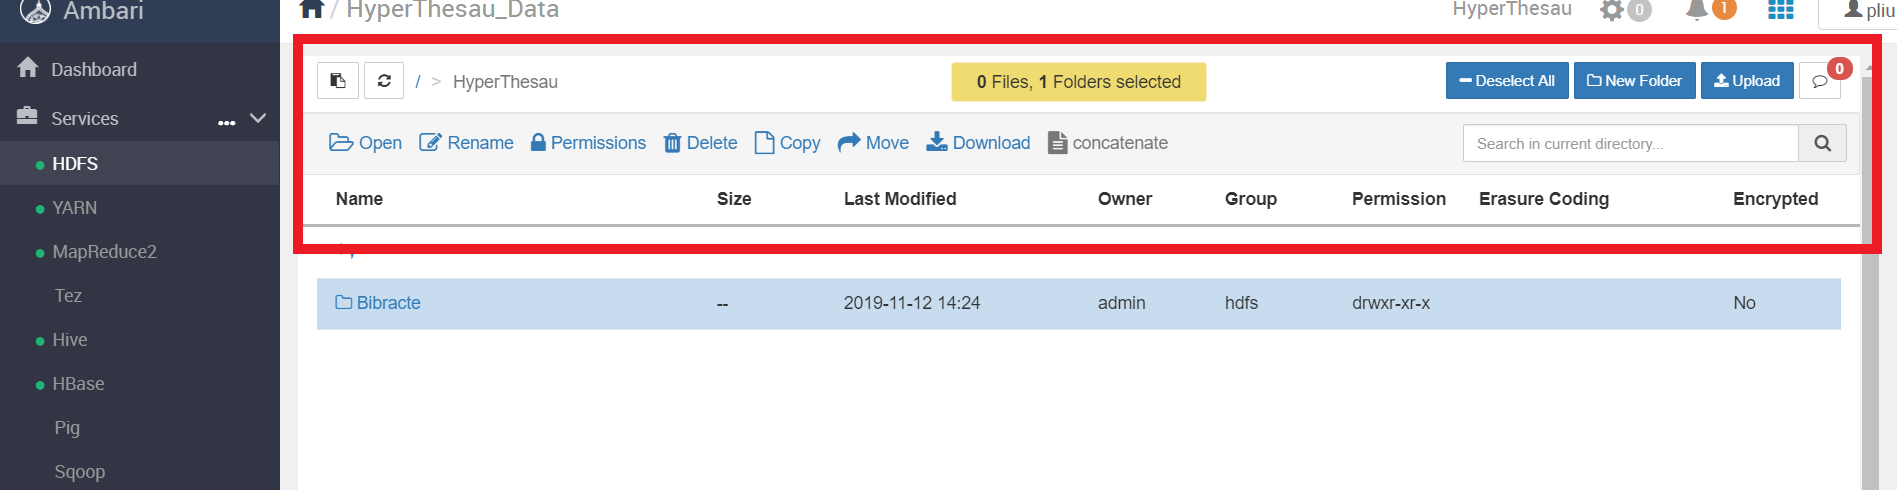 Ambari
/ HyperThesau_Data
HyperThesau
0
1
pliu
Dashboard
Services ...
HDFS
YARN
MapReduce2
Tez
Hive
HBase
Pig
Sqoop
/ > HyperThesau
0 Files, 1 Folders selected
Deselect All
New Folder
Upload
0
Open Rename Permissions Delete Copy Move Download concatenate
Search in current directory...
Name Size Last Modified Owner Group Permission Erasure Coding Encrypted
Bibracte -- 2019-11-12 14:24 admin hdfs drwxr-xr-x No